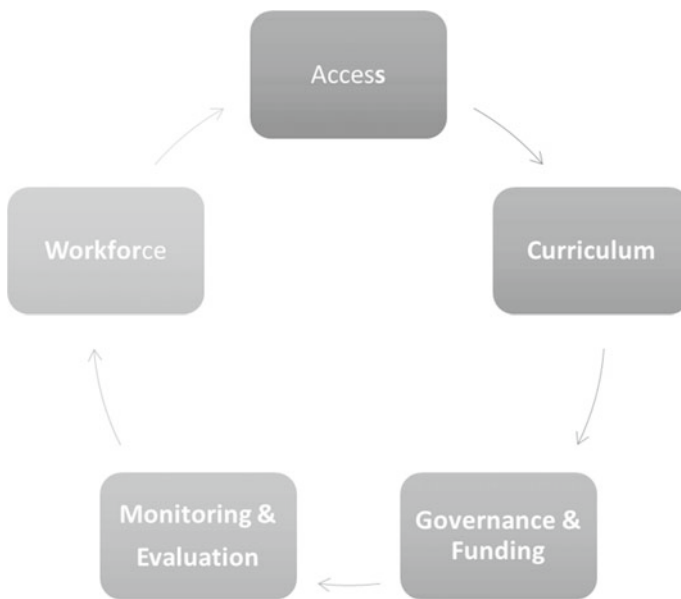 Access
Curriculum
Governance &
Funding
Monitoring &
Evaluation
Workforce